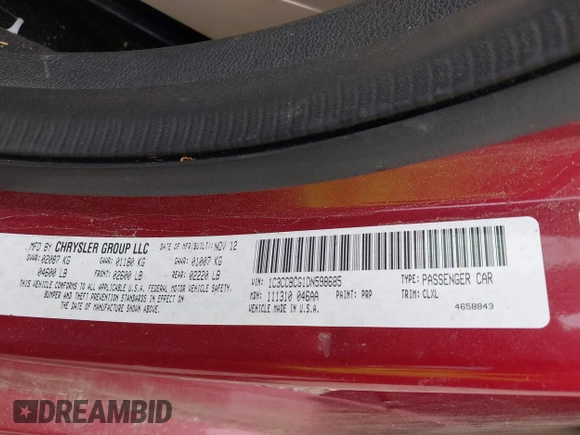 MFD BY CHRYSLER GROUP LLC DATE OF MFR(BUILT): NOV 12
GVWR: 02087 KG GAWR: 01180 KG GAWR: 01007 KG
04600 LB FRONT: 02600 LB REAR: 02220 LB
THIS VEHICLE CONFORMS TO ALL APPLICABLE U.S.A. FEDERAL MOTOR VEHICLE SAFETY,
BUMPER AND THEFT PREVENTION STANDARDS IN EFFECT ON
THE DATE OF MANUFACTURE SHOWN ABOVE.
VIN: 1C3CCBCG1DN598685 TYPE: PASSENGER CAR
MDH: 111310 046AA PAINT: PRP TRIM: CLXL
VEHICLE MADE IN U.S.A. 4658843
DREAMBID